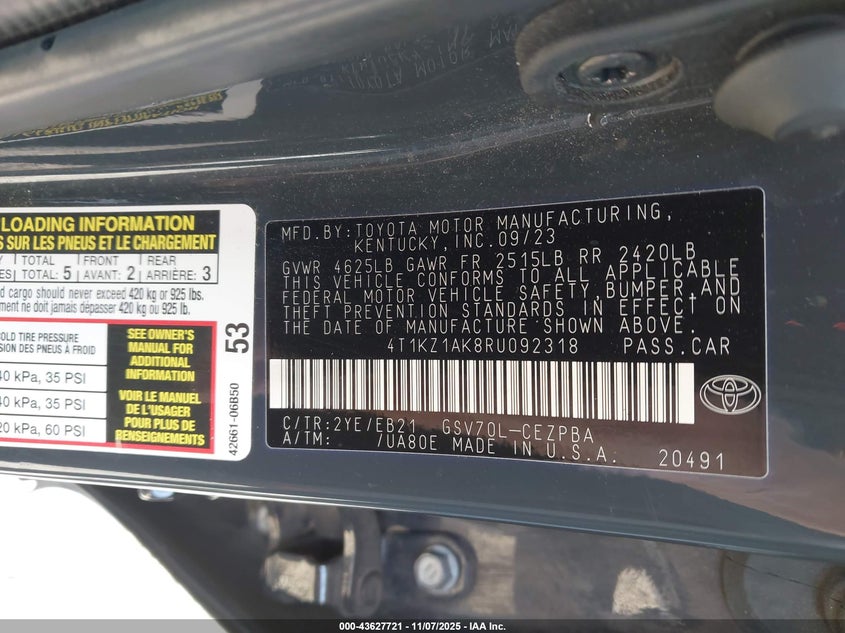 LOADING INFORMATION
SUR LES PNEUS ET LE CHARGEMENT
TOTAL FRONT REAR
TOTAL: 5 AVANT: 2 ARRIÈRE: 3
cargo should never exceed 420 kg or 925 lbs.
ne doit jamais dépasser 420 kg ou 925 lb.
COLD TIRE PRESSURE
DES PNEUS À FROID
40 kPa, 35 PSI
40 kPa, 35 PSI
20 kPa, 60 PSI
SEE OWNER'S
MANUAL FOR
ADDITIONAL
INFORMATION
VOIR LE MANUEL
DE L'USAGER
POUR PLUS DE
RENSEIGNEMENTS
53
42661-06B50
MFD.BY:TOYOTA MOTOR MANUFACTURING,
KENTUCKY, INC.09/23
GVWR 4625LB GAWR FR 2515LB RR 2420LB
THIS VEHICLE CONFORMS TO ALL APPLICABLE
FEDERAL MOTOR VEHICLE SAFETY,BUMPER,AND
THEFT PREVENTION STANDARDS IN EFFECT ON
THE DATE OF MANUFACTURE SHOWN ABOVE.
4T1KZ1AK8RU092318 PASS.CAR
C/TR:2YE/EB21 GSV70L-CEZPBA
A/TM: 7UA80E MADE IN U.S.A. 20491
000-43627721 - 11/07/2025 - IAA Inc.